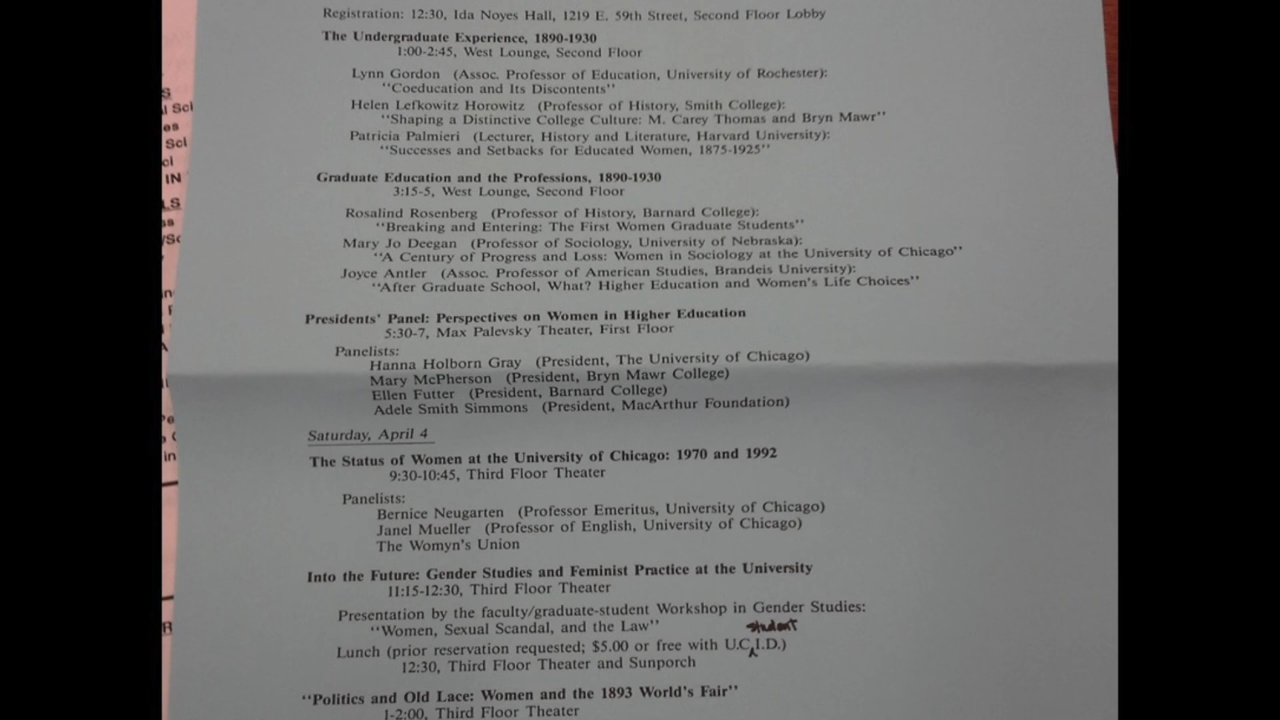 Registration: 12:30, Ida Noyes Hall, 1219 E. 59th Street, Second Floor Lobby
The Undergraduate Experience, 1890-1930
1:00-2:45, West Lounge, Second Floor
Lynn Gordon (Assoc. Professor of Education, University of Rochester):
"Coeducation and Its Discontents"
Helen Lefkowitz Horowitz (Professor of History, Smith College):
"Shaping a Distinctive College Culture: M. Carey Thomas and Bryn Mawr"
Patricia Palmieri (Lecturer, History and Literature, Harvard University):
"Successes and Setbacks for Educated Women, 1875-1925"
Graduate Education and the Professions, 1890-1930
3:15-5, West Lounge, Second Floor
Rosalind Rosenberg (Professor of History, Barnard College):
"Breaking and Entering: The First Women Graduate Students"
Mary Jo Deegan (Professor of Sociology, University of Nebraska):
"A Century of Progress and Loss: Women in Sociology at the University of Chicago"
Joyce Antler (Assoc. Professor of American Studies, Brandeis University):
"After Graduate School, What? Higher Education and Women's Life Choices"
Presidents' Panel: Perspectives on Women in Higher Education
5:30-7, Max Palevsky Theater, First Floor
Panelists:
Hanna Holborn Gray (President, The University of Chicago)
Mary McPherson (President, Bryn Mawr College)
Ellen Futter (President, Barnard College)
Adele Smith Simmons (President, MacArthur Foundation)
Saturday, April 4
The Status of Women at the University of Chicago: 1970 and 1992
9:30-10:45, Third Floor Theater
Panelists:
Bernice Neugarten (Professor Emeritus, University of Chicago)
Janel Mueller (Professor of English, University of Chicago)
The Womyn's Union
Into the Future: Gender Studies and Feminist Practice at the University
11:15-12:30, Third Floor Theater
Presentation by the faculty/graduate-student Workshop in Gender Studies:
"Women, Sexual Scandal, and the Law"
student
Lunch (prior reservation requested; $5.00 or free with U.C.I.D.)
12:30, Third Floor Theater and Sunporch
"Politics and Old Lace: Women and the 1893 World's Fair"
1-2:00, Third Floor Theater